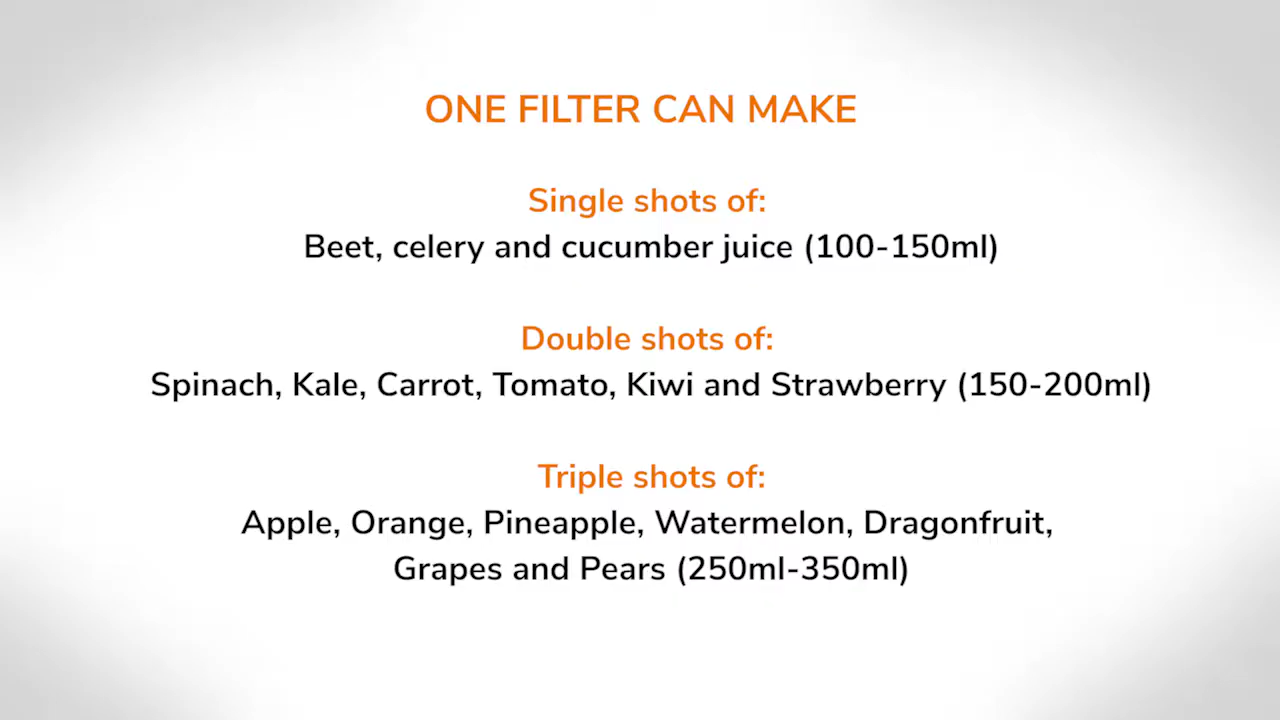 ONE FILTER CAN MAKE
Single shots of:
Beet, celery and cucumber juice (100-150ml)
Double shots of:
Spinach, Kale, Carrot, Tomato, Kiwi and Strawberry (150-200ml)
Triple shots of:
Apple, Orange, Pineapple, Watermelon, Dragonfruit,
Grapes and Pears (250ml-350ml)